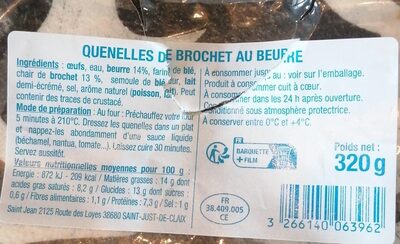 QUENELLES DE BROCHET AU BEURRE
Ingrédients : œufs, eau, beurre 14%, farine de blé,
chair de brochet 13 %, semoule de blé dur, lait
demi-écrémé, sel, arôme naturel (poisson, lait). Peut
contenir des traces de crustacé.
Mode de préparation : Au four : Préchauffez votre four
5 minutes à 210°C. Dressez les quenelles dans un plat
et nappez-les abondamment d'une sauce liquide
(béchamel, nantua, tomate...). Laissez cuire 30 minutes.
Servez aussitôt.
Valeurs nutritionnelles moyennes pour 100 g :
Energie : 872 kJ - 209 kcal / Matières grasses : 14 g dont
acides gras saturés : 8,2 g / Glucides : 13 g dont sucres :
0,6 g / Fibres alimentaires : 1,1 g / Protéines : 7,3 g / Sel : 1 g
Saint Jean 2125 Route des Loyes 38680 SAINT-JUST-DE-CLAIX
A consommer jusqu'au : voir sur l'emballage.
Produit à consommer cuit à cœur.
A consommer dans les 24 h après ouverture.
Conditionné sous atmosphère protectrice.
A conserver entre 0°C et +4°C.
FR
BARQUETTE
+ FILM
Poids net :
320g
FR
38.409.005
CE
3 266140 063962